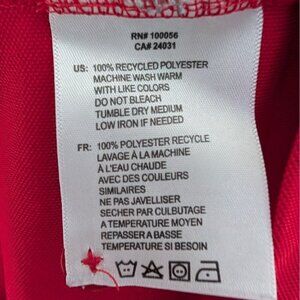 RN# 100056
CA# 24031
US: 100% RECYCLED POLYESTER
MACHINE WASH WARM
WITH LIKE COLORS
DO NOT BLEACH
TUMBLE DRY MEDIUM
LOW IRON IF NEEDED
FR: 100% POLYESTER RECYCLE
LAVAGE À LA MACHINE
À L'EAU CHAUDE
AVEC DES COULEURS
SIMILAIRES
NE PAS JAVELLISER
SECHER PAR CULBUTAGE
A TEMPERATURE MOYEN
REPASSER A BASSE
TEMPERATURE SI BESOIN